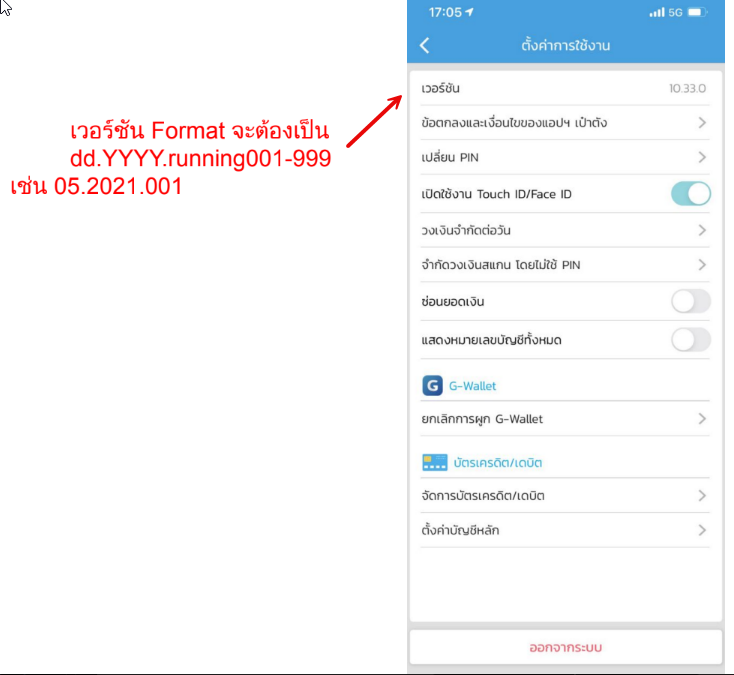 17:05
5G
ตั้งค่าการใช้งาน
เวอร์ชัน 10.33.0
เวอร์ชัน Format จะต้องเป็น
dd.YYYY.running001-999
เช่น 05.2021.001
ข้อตกลงและเงื่อนไขของแอปฯ เป๋าตัง
เปลี่ยน PIN
เปิดใช้งาน Touch ID/Face ID
วงเงินจำกัดต่อวัน
จำกัดวงเงินสแกน โดยไม่ใช้ PIN
ซ่อนยอดเงิน
แสดงหมายเลขบัญชีทั้งหมด
G G-Wallet
ยกเลิกการผูก G-Wallet
บัตรเครดิต/เดบิต
จัดการบัตรเครดิต/เดบิต
ตั้งค่าบัญชีหลัก
ออกจากระบบ